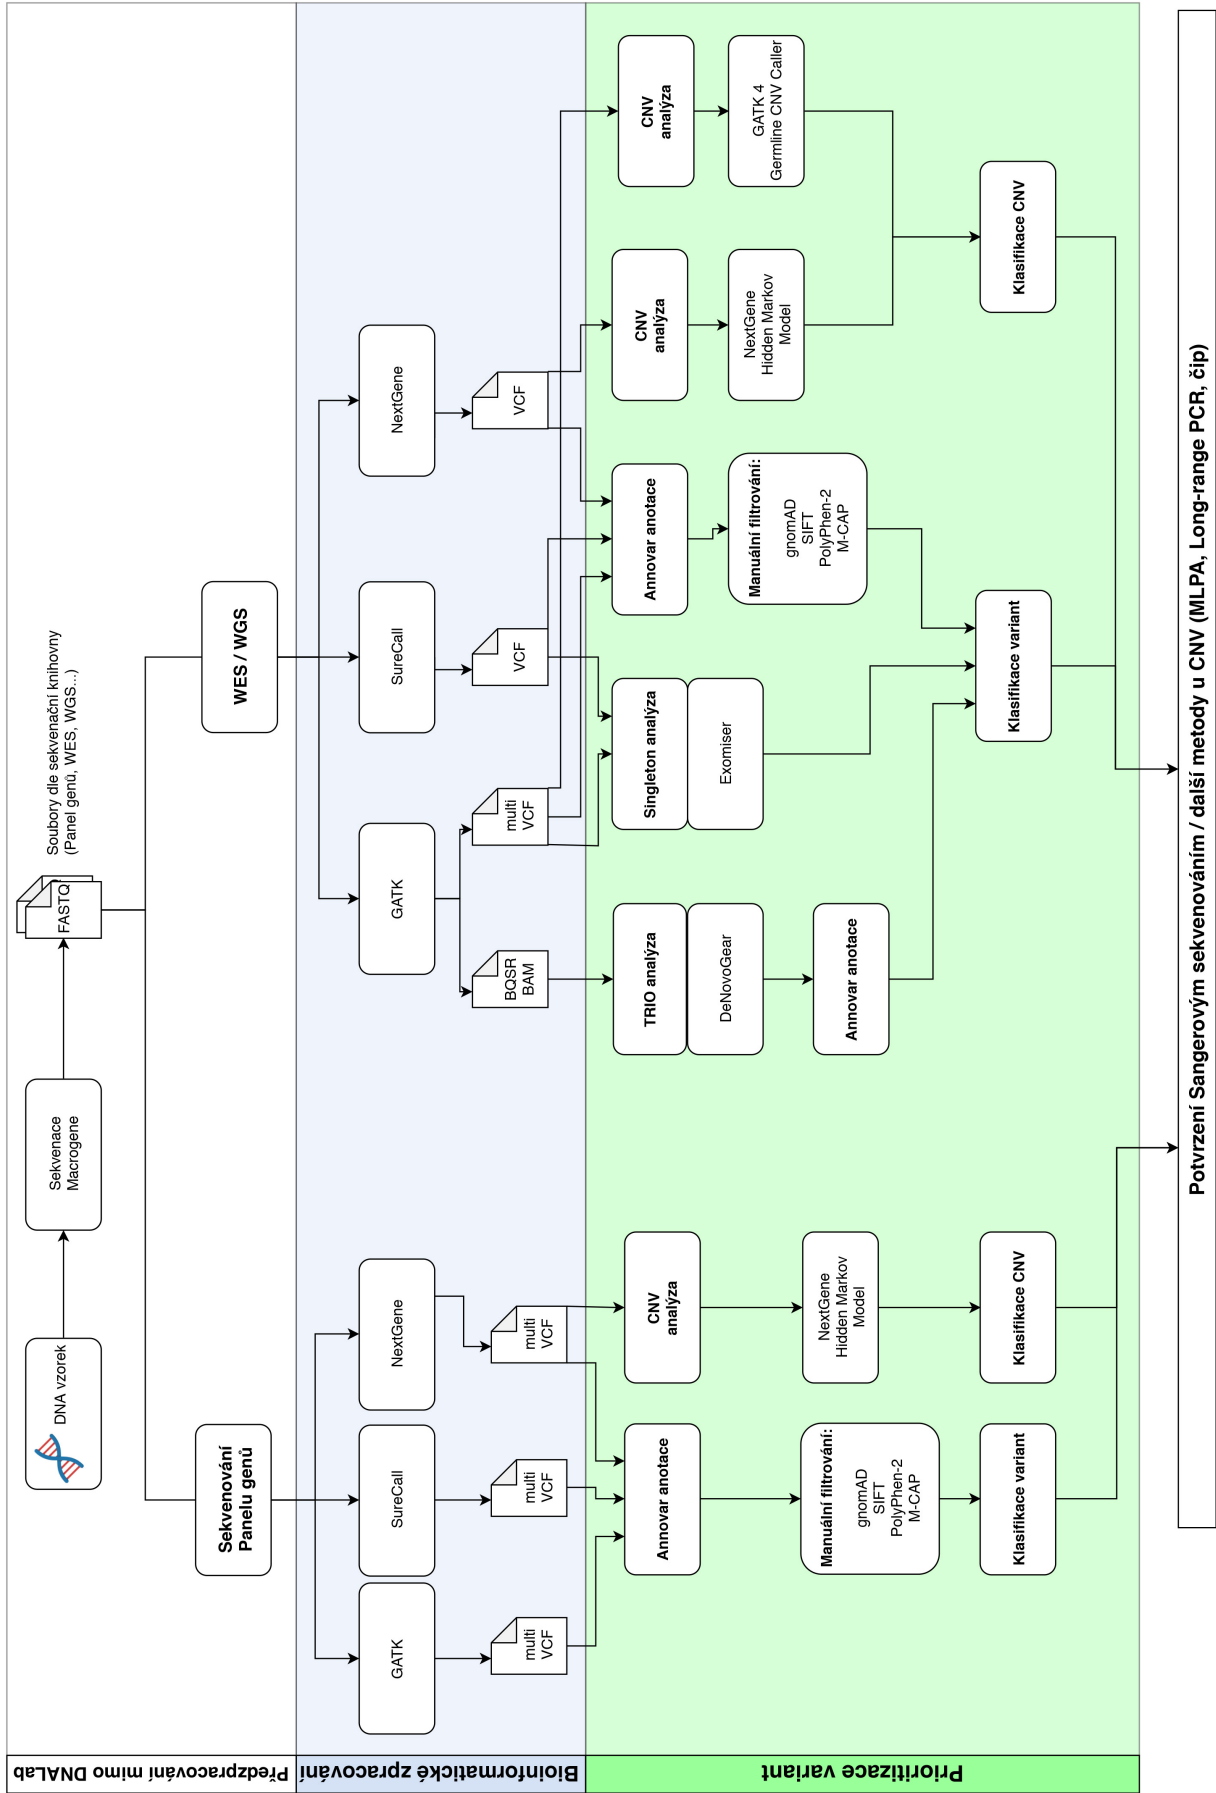 Předzpracování mimo DNALab
DNA vzorek
Sekvenace
Macrogene
FASTQ
Soubory dle sekvenační knihovny
(Panel genů, WES, WGS...)
Sekvenování
Panelu genů
WES / WGS
Bioinformatické zpracování
GATK
SureCall
NextGene
GATK
SureCall
NextGene
multi
VCF
multi
VCF
multi
VCF
BQSR
BAM
multi
VCF
VCF
VCF
Prioritizace variant
Annovar anotace
CNV
analýza
TRIO analýza
DeNovoGear
Singleton analýza
Exomiser
Annovar anotace
CNV
analýza
CNV
analýza
Manuální filtrování:
gnomAD
SIFT
PolyPhen-2
M-CAP
NextGene
Hidden Markov
Model
Annovar anotace
Manuální filtrování:
gnomAD
SIFT
PolyPhen-2
M-CAP
NextGene
Hidden Markov
Model
GATK 4
Germline CNV Caller
Klasifikace variant
Klasifikace CNV
Klasifikace variant
Klasifikace CNV
Potvrzení Sangerovým sekvenováním / další metody u CNV (MLPA, Long-range PCR, čip)